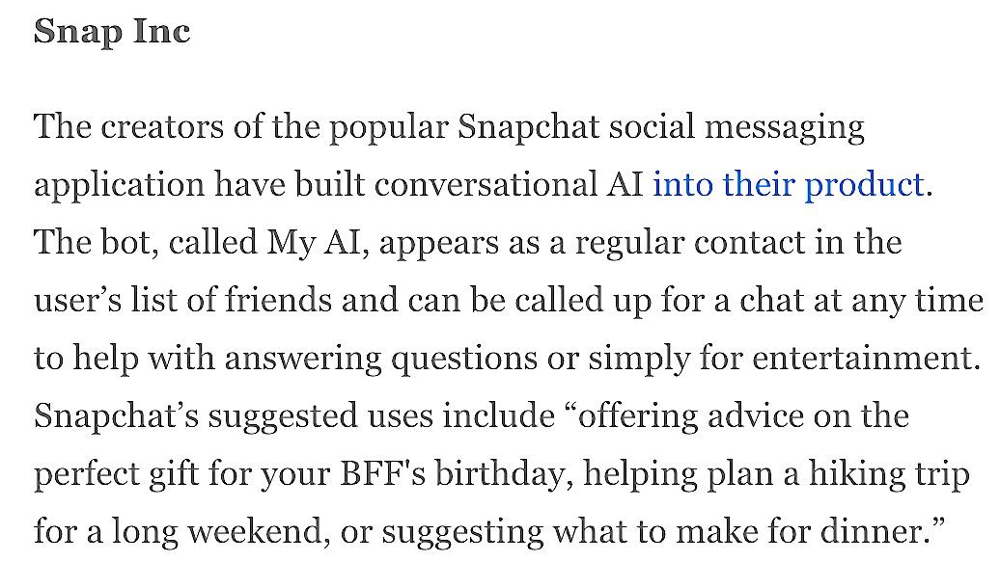 Snap Inc
The creators of the popular Snapchat social messaging
application have built conversational AI into their product.
The bot, called My AI, appears as a regular contact in the
user’s list of friends and can be called up for a chat at any time
to help with answering questions or simply for entertainment.
Snapchat’s suggested uses include “offering advice on the
perfect gift for your BFF's birthday, helping plan a hiking trip
for a long weekend, or suggesting what to make for dinner.”